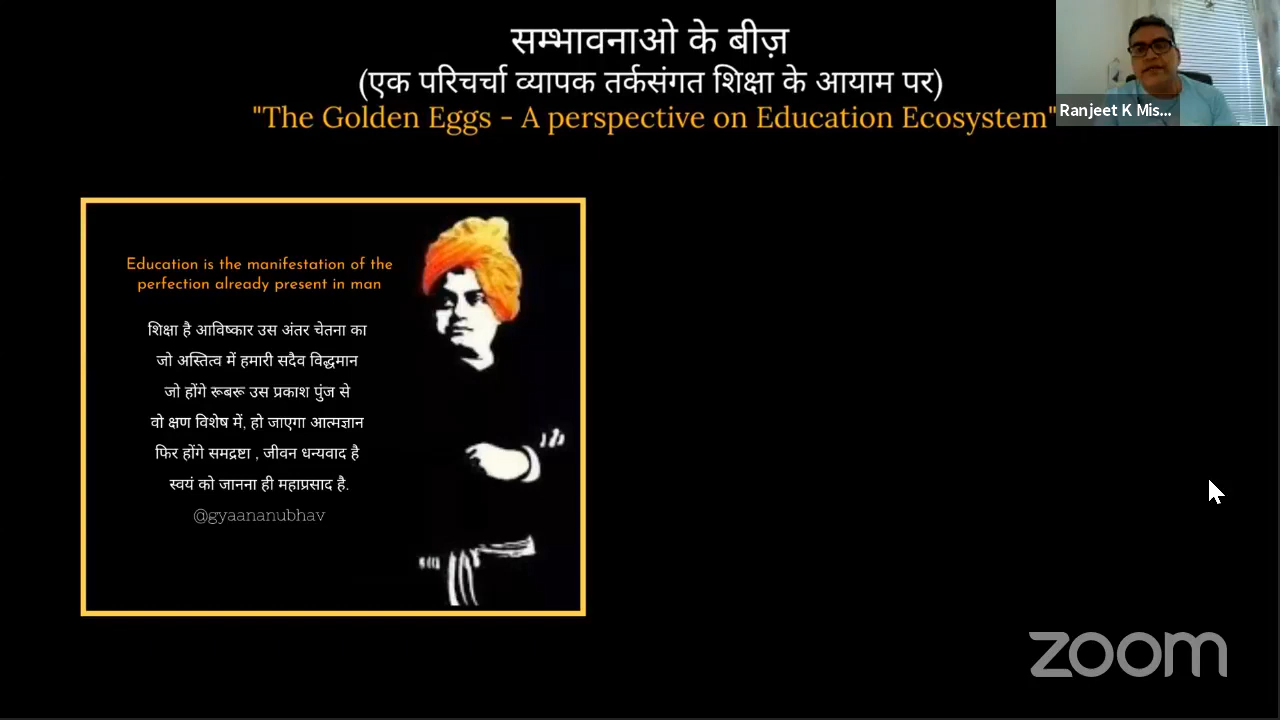 सम्भावनाओ के बीज़
(एक परिचर्चा व्यापक तर्कसंगत शिक्षा के आयाम पर)
"The Golden Eggs - A perspective on Education Ecosystem"
Ranjeet K Mis...
Education is the manifestation of the
perfection already present in man
शिक्षा है आविष्कार उस अंतर चेतना का
जो अस्तित्व में हमारी सदैव विद्धमान
जो होंगे रूबरू उस प्रकाश पुंज से
वो क्षण विशेष में, हो जाएगा आत्मज्ञान
फिर होंगे समद्रष्टा , जीवन धन्यवाद है
स्वयं को जानना ही महाप्रसाद है.
@gyaananubhav
zoom